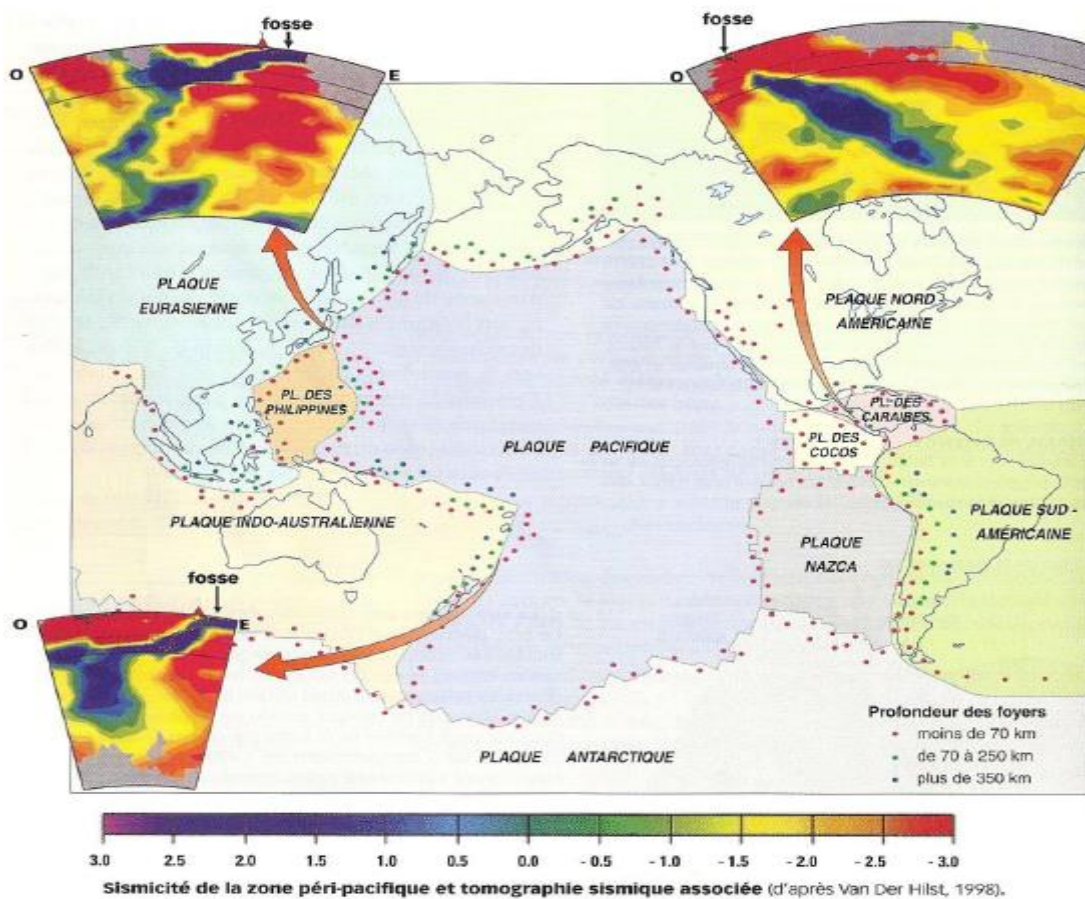 fosse
O
E
fosse
O
PLAQUE
EURASIENNE
PLAQUE NORD -
AMÉRICAINE
PL. DES
PHILIPPINES
PL. DES
CARAIBES
PL. DES
COCOS
PLAQUE PACIFIQUE
PLAQUE INDO-AUSTRALIENNE
PLAQUE SUD -
AMÉRICAINE
PLAQUE
NAZCA
fosse
O
E
PLAQUE ANTARCTIQUE
Profondeur des foyers
moins de 70 km
de 70 à 250 km
plus de 350 km
3.0 2.5 2.0 1.5 1.0 0.5 0.0 - 0.5 - 1.0 - 1.5 - 2.0 - 2.5 - 3.0
Sismicité de la zone péri-pacifique et tomographie sismique associée (d'après Van Der Hilst, 1998).